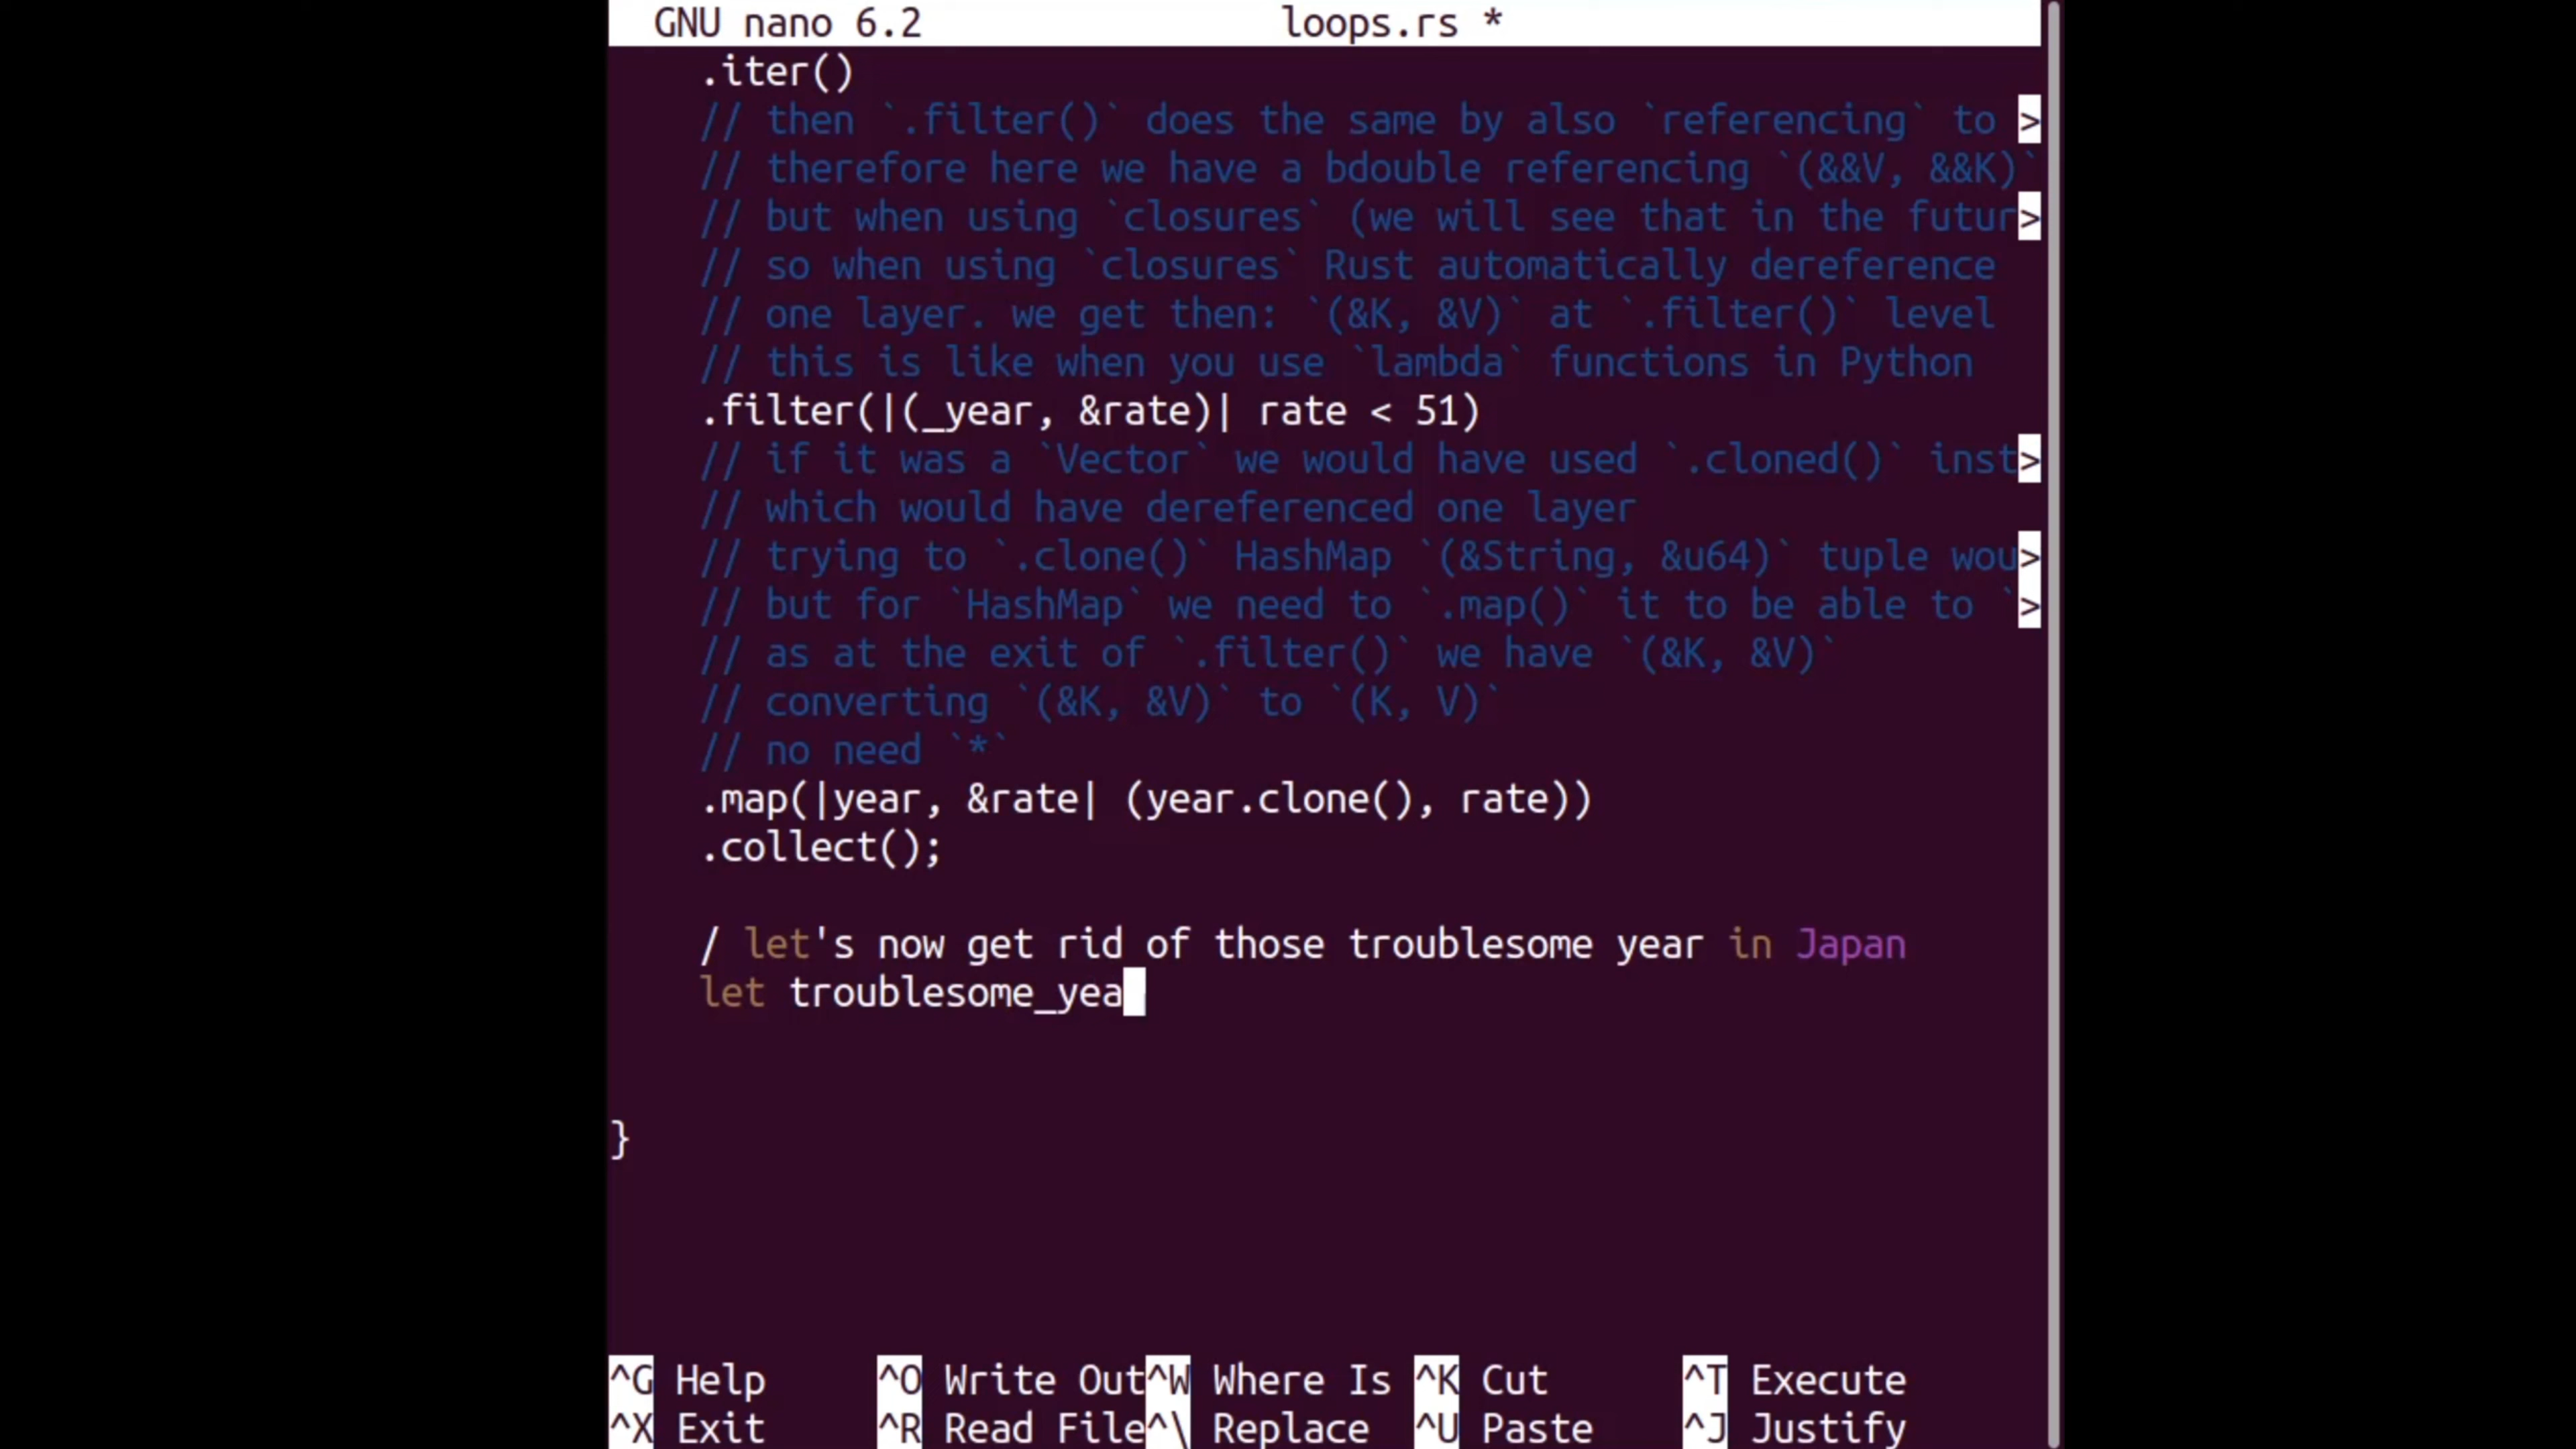 GNU nano 6.2 loops.rs *
.iter()
// then `.filter()` does the same by also `referencing` to >
// therefore here we have a bdouble referencing `(&&V, &&K)`
// but when using `closures` (we will see that in the futur>
// so when using `closures` Rust automatically dereference
// one layer. we get then: `(&K, &V)` at `.filter()` level
// this is like when you use `lambda` functions in Python
.filter(|(_year, &rate)| rate < 51)
// if it was a `Vector` we would have used `.cloned()` inst>
// which would have dereferenced one layer
// trying to `.clone()` HashMap `(&String, &u64)` tuple wou>
// but for `HashMap` we need to `.map()` it to be able to `>
// as at the exit of `.filter()` we have `(&K, &V)`
// converting `(&K, &V)` to `(K, V)`
// no need `*`
.map(|year, &rate| (year.clone(), rate))
.collect();
/ let's now get rid of those troublesome year in Japan
let troublesome_yea
}
^G Help ^O Write Out ^W Where Is ^K Cut ^T Execute
^X Exit ^R Read File ^\ Replace ^U Paste ^J Justify